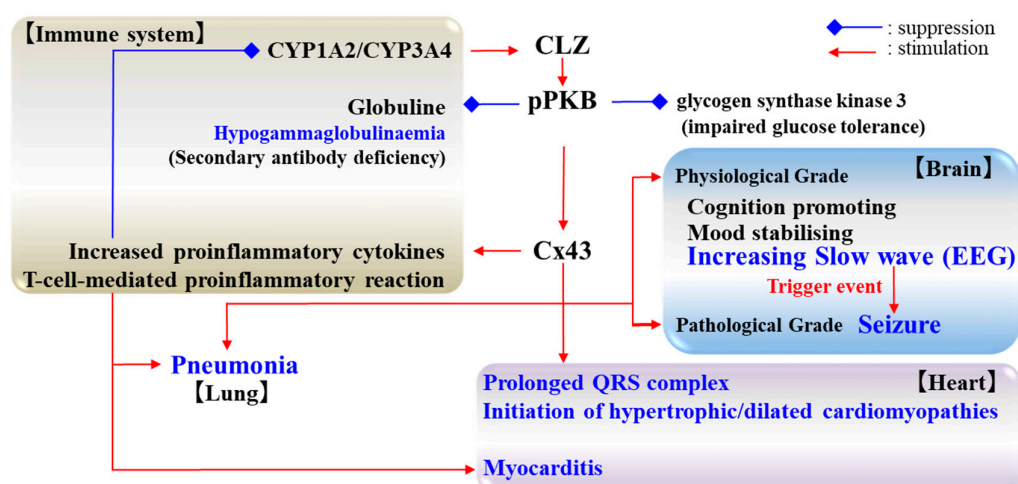 【Immune system】
CYP1A2/CYP3A4
CLZ
: suppression
: stimulation
Globuline
pPKB
glycogen synthase kinase 3
(impaired glucose tolerance)
Hypogammaglobulinaemia
(Secondary antibody deficiency)
Physiological Grade
【Brain】
Cognition promoting
Mood stabilising
Increasing Slow wave (EEG)
Trigger event
Pathological Grade
Seizure
Increased proinflammatory cytokines
T-cell-mediated proinflammatory reaction
Cx43
Pneumonia
【Lung】
Prolonged QRS complex
【Heart】
Initiation of hypertrophic/dilated cardiomyopathies
Myocarditis